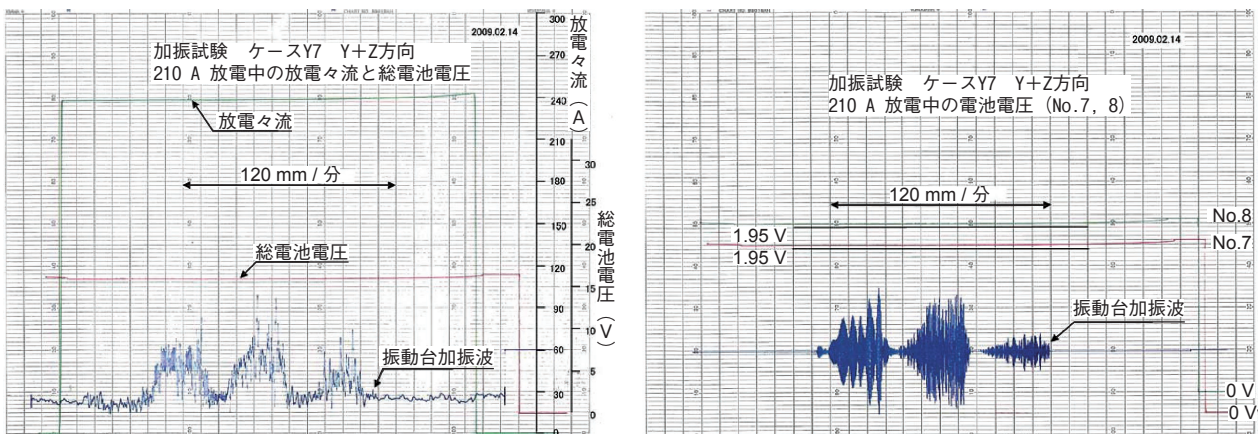 2009.02.14
加振試験 ケースY7 Y+Z方向
210 A 放電中の放電々流と総電池電圧
放電々流
120 mm / 分
総電池電圧
振動台加振波
300
270
240
210
180
150
120
90
60
30
0
放電々流(A)
30
25
20
15
10
5
0
総電池電圧(V)
2009.02.14
加振試験 ケースY7 Y+Z方向
210 A 放電中の電池電圧(No.7, 8)
120 mm / 分
No.8
1.95 V
No.7
1.95 V
振動台加振波
0 V
0 V